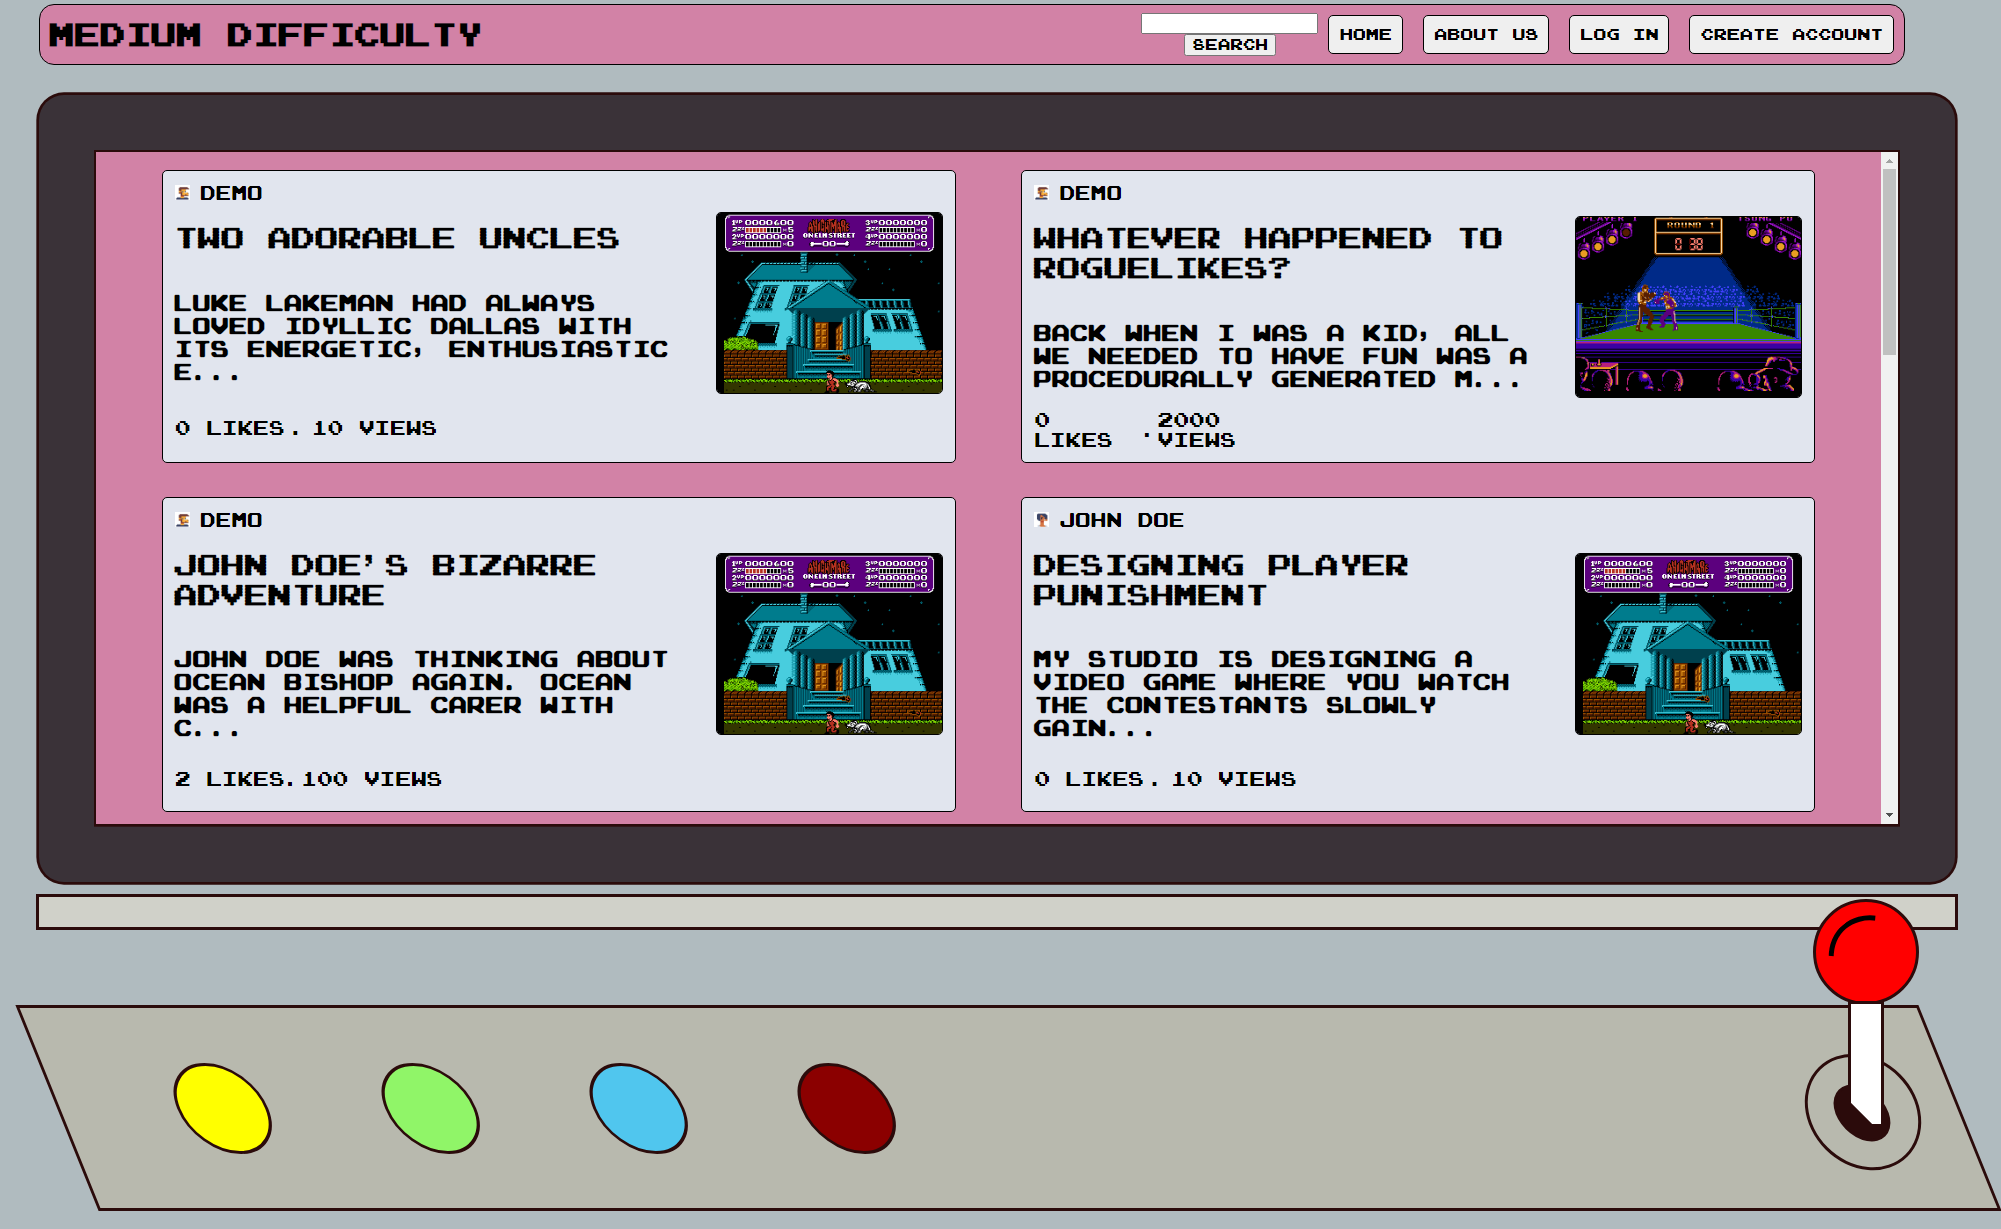 MEDIUM DIFFICULTY
SEARCH
HOME
ABOUT US
LOG IN
CREATE ACCOUNT
DEMO
TWO ADORABLE UNCLES
LUKE LAKEMAN HAD ALWAYS
LOVED IDYLLIC DALLAS WITH
ITS ENERGETIC, ENTHUSIASTIC
E...
0 LIKES . 10 VIEWS
DEMO
WHATEVER HAPPENED TO
ROGUELIKES?
BACK WHEN I WAS A KID, ALL
WE NEEDED TO HAVE FUN WAS A
PROCEDURALLY GENERATED M...
ROUND 1
0 38
0 LIKES . 2000 VIEWS
DEMO
JOHN DOE'S BIZARRE
ADVENTURE
JOHN DOE WAS THINKING ABOUT
OCEAN BISHOP AGAIN. OCEAN
WAS A HELPFUL CARER WITH
C...
2 LIKES . 100 VIEWS
JOHN DOE
DESIGNING PLAYER
PUNISHMENT
MY STUDIO IS DESIGNING A
VIDEO GAME WHERE YOU WATCH
THE CONTESTANTS SLOWLY
GAIN...
0 LIKES . 10 VIEWS